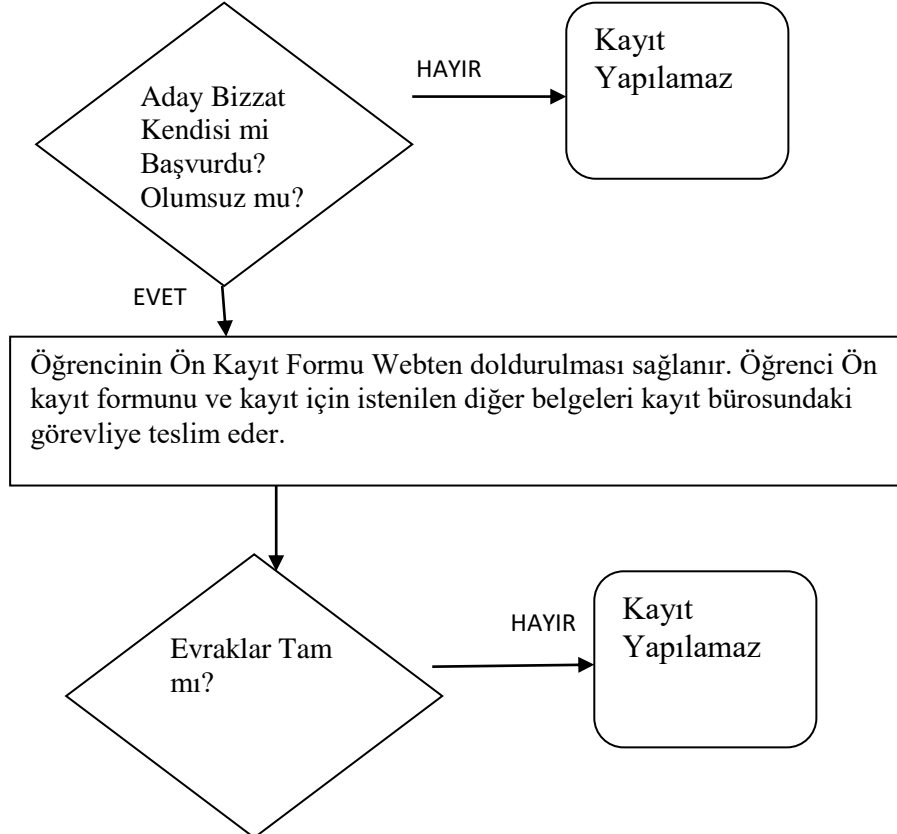 Aday Bizzat
Kendisi mi
Başvurdu?
Olumsuz mu?
HAYIR
Kayıt
Yapılamaz
EVET
Öğrencinin Ön Kayıt Formu Webten doldurulması sağlanır. Öğrenci Ön
kayıt formunu ve kayıt için istenilen diğer belgeleri kayıt bürosundaki
görevliye teslim eder.
Evraklar Tam
mı?
HAYIR
Kayıt
Yapılamaz